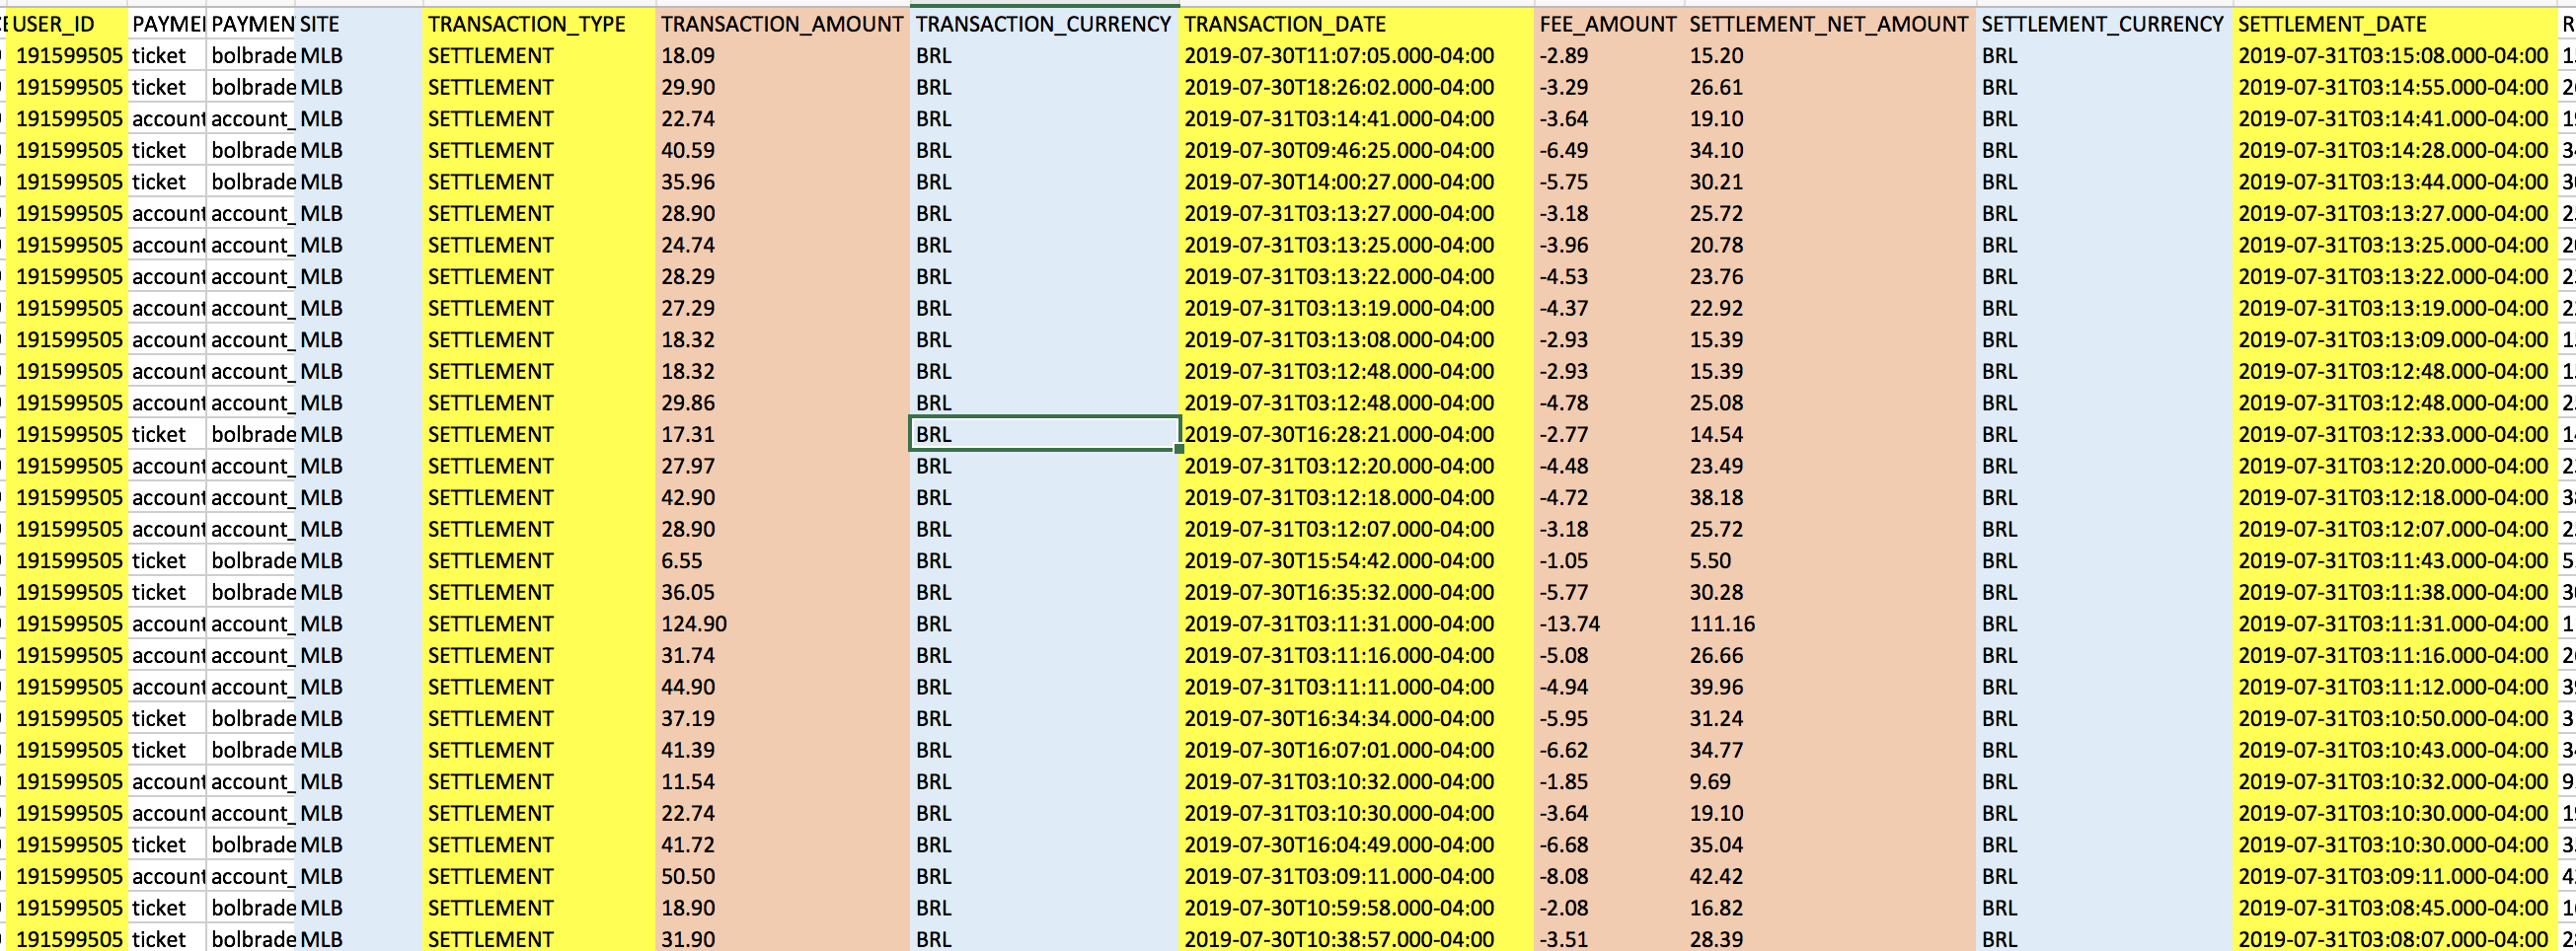 USER_ID PAYME PAYMEN SITE TRANSACTION_TYPE TRANSACTION_AMOUNT TRANSACTION_CURRENCY TRANSACTION_DATE FEE_AMOUNT SETTLEMENT_NET_AMOUNT SETTLEMENT_CURRENCY SETTLEMENT_DATE R
191599505 ticket bolbrade MLB SETTLEMENT 18.09 BRL 2019-07-30T11:07:05.000-04:00 -2.89 15.20 BRL 2019-07-31T03:15:08.000-04:00 1
191599505 ticket bolbrade MLB SETTLEMENT 29.90 BRL 2019-07-30T18:26:02.000-04:00 -3.29 26.61 BRL 2019-07-31T03:14:55.000-04:00 2
191599505 account account_ MLB SETTLEMENT 22.74 BRL 2019-07-31T03:14:41.000-04:00 -3.64 19.10 BRL 2019-07-31T03:14:41.000-04:00 1
191599505 ticket bolbrade MLB SETTLEMENT 40.59 BRL 2019-07-30T09:46:25.000-04:00 -6.49 34.10 BRL 2019-07-31T03:14:28.000-04:00 3
191599505 ticket bolbrade MLB SETTLEMENT 35.96 BRL 2019-07-30T14:00:27.000-04:00 -5.75 30.21 BRL 2019-07-31T03:13:44.000-04:00 3
191599505 account account_ MLB SETTLEMENT 28.90 BRL 2019-07-31T03:13:27.000-04:00 -3.18 25.72 BRL 2019-07-31T03:13:27.000-04:00 2
191599505 account account_ MLB SETTLEMENT 24.74 BRL 2019-07-31T03:13:25.000-04:00 -3.96 20.78 BRL 2019-07-31T03:13:25.000-04:00 2
191599505 account account_ MLB SETTLEMENT 28.29 BRL 2019-07-31T03:13:22.000-04:00 -4.53 23.76 BRL 2019-07-31T03:13:22.000-04:00 2
191599505 account account_ MLB SETTLEMENT 27.29 BRL 2019-07-31T03:13:19.000-04:00 -4.37 22.92 BRL 2019-07-31T03:13:19.000-04:00 2
191599505 account account_ MLB SETTLEMENT 18.32 BRL 2019-07-31T03:13:08.000-04:00 -2.93 15.39 BRL 2019-07-31T03:13:09.000-04:00 1
191599505 account account_ MLB SETTLEMENT 18.32 BRL 2019-07-31T03:12:48.000-04:00 -2.93 15.39 BRL 2019-07-31T03:12:48.000-04:00 1
191599505 account account_ MLB SETTLEMENT 29.86 BRL 2019-07-31T03:12:48.000-04:00 -4.78 25.08 BRL 2019-07-31T03:12:48.000-04:00 2
191599505 ticket bolbrade MLB SETTLEMENT 17.31 BRL 2019-07-30T16:28:21.000-04:00 -2.77 14.54 BRL 2019-07-31T03:12:33.000-04:00 1
191599505 account account_ MLB SETTLEMENT 27.97 BRL 2019-07-31T03:12:20.000-04:00 -4.48 23.49 BRL 2019-07-31T03:12:20.000-04:00 2
191599505 account account_ MLB SETTLEMENT 42.90 BRL 2019-07-31T03:12:18.000-04:00 -4.72 38.18 BRL 2019-07-31T03:12:18.000-04:00 3
191599505 account account_ MLB SETTLEMENT 28.90 BRL 2019-07-31T03:12:07.000-04:00 -3.18 25.72 BRL 2019-07-31T03:12:07.000-04:00 2
191599505 ticket bolbrade MLB SETTLEMENT 6.55 BRL 2019-07-30T15:54:42.000-04:00 -1.05 5.50 BRL 2019-07-31T03:11:43.000-04:00 5
191599505 ticket bolbrade MLB SETTLEMENT 36.05 BRL 2019-07-30T16:35:32.000-04:00 -5.77 30.28 BRL 2019-07-31T03:11:38.000-04:00 3
191599505 account account_ MLB SETTLEMENT 124.90 BRL 2019-07-31T03:11:31.000-04:00 -13.74 111.16 BRL 2019-07-31T03:11:31.000-04:00 1
191599505 account account_ MLB SETTLEMENT 31.74 BRL 2019-07-31T03:11:16.000-04:00 -5.08 26.66 BRL 2019-07-31T03:11:16.000-04:00 2
191599505 account account_ MLB SETTLEMENT 44.90 BRL 2019-07-31T03:11:11.000-04:00 -4.94 39.96 BRL 2019-07-31T03:11:12.000-04:00 3
191599505 ticket bolbrade MLB SETTLEMENT 37.19 BRL 2019-07-30T16:34:34.000-04:00 -5.95 31.24 BRL 2019-07-31T03:10:50.000-04:00 3
191599505 ticket bolbrade MLB SETTLEMENT 41.39 BRL 2019-07-30T16:07:01.000-04:00 -6.62 34.77 BRL 2019-07-31T03:10:43.000-04:00 3
191599505 account account_ MLB SETTLEMENT 11.54 BRL 2019-07-31T03:10:32.000-04:00 -1.85 9.69 BRL 2019-07-31T03:10:32.000-04:00 9
191599505 account account_ MLB SETTLEMENT 22.74 BRL 2019-07-31T03:10:30.000-04:00 -3.64 19.10 BRL 2019-07-31T03:10:30.000-04:00 1
191599505 ticket bolbrade MLB SETTLEMENT 41.72 BRL 2019-07-30T16:04:49.000-04:00 -6.68 35.04 BRL 2019-07-31T03:10:30.000-04:00 3
191599505 account account_ MLB SETTLEMENT 50.50 BRL 2019-07-31T03:09:11.000-04:00 -8.08 42.42 BRL 2019-07-31T03:09:11.000-04:00 4
191599505 ticket bolbrade MLB SETTLEMENT 18.90 BRL 2019-07-30T10:59:58.000-04:00 -2.08 16.82 BRL 2019-07-31T03:08:45.000-04:00 1
191599505 ticket bolbrade MLB SETTLEMENT 31.90 BRL 2019-07-30T10:38:57.000-04:00 -3.51 28.39 BRL 2019-07-31T03:08:07.000-04:00 2